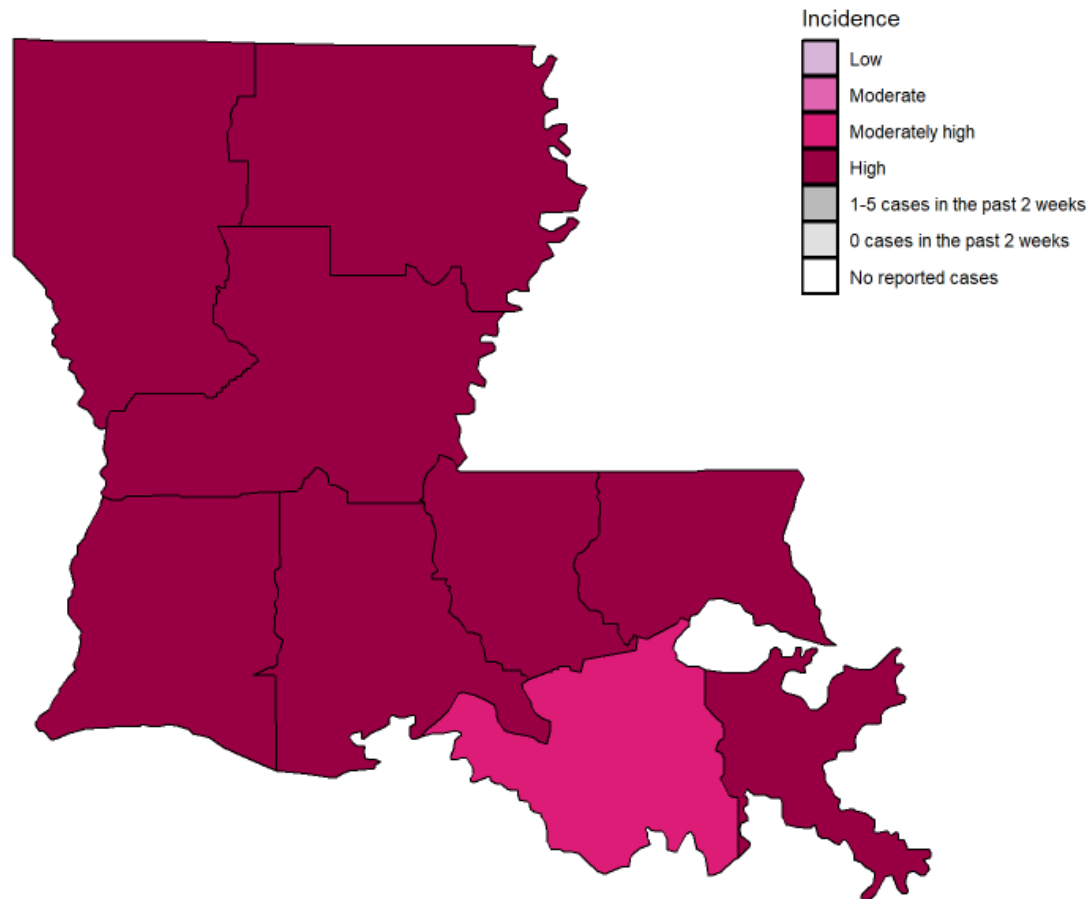 Incidence
Low
Moderate
Moderately high
High
1-5 cases in the past 2 weeks
0 cases in the past 2 weeks
No reported cases